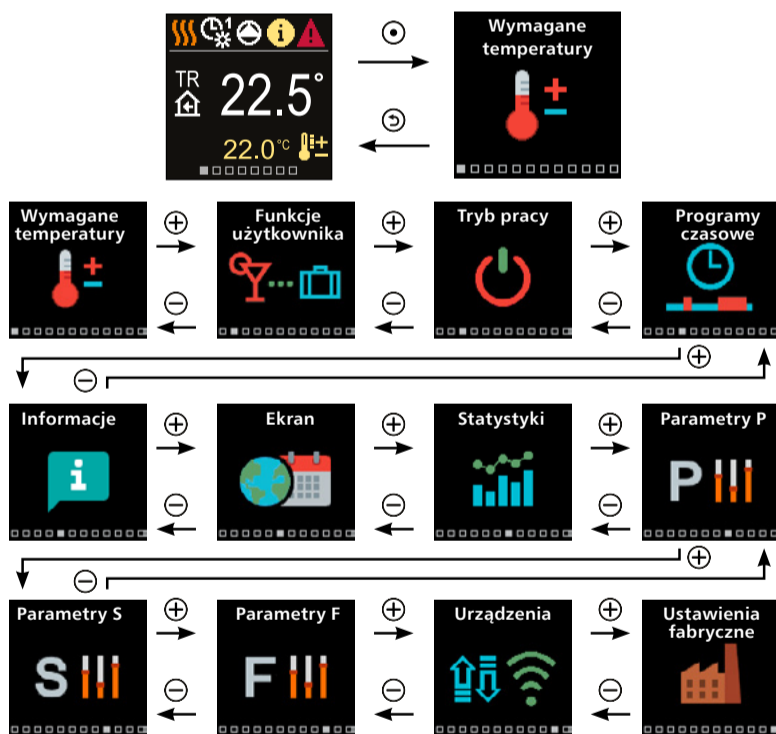 TR
22.5°
22.0 °C
Wymagane
temperatury
Wymagane
temperatury
Funkcje
użytkownika
Tryb pracy
Programy
czasowe
Informacje
Ekran
Statystyki
Parametry P
P
Parametry S
S
Parametry F
F
Urządzenia
Ustawienia
fabryczne